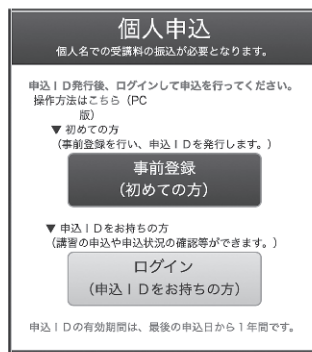 個人申込
個人名での受講料の振込が必要となります。
申込ＩＤ発行後、ログインして申込を行ってください。
操作方法はこちら（PC
版）
▼ 初めての方
（事前登録を行い、申込ＩＤを発行します。）
事前登録
（初めての方）
▼ 申込ＩＤをお持ちの方
（講習の申込や申込状況の確認等ができます。）
ログイン
（申込ＩＤをお持ちの方）
申込ＩＤの有効期間は、最後の申込日から１年間です。